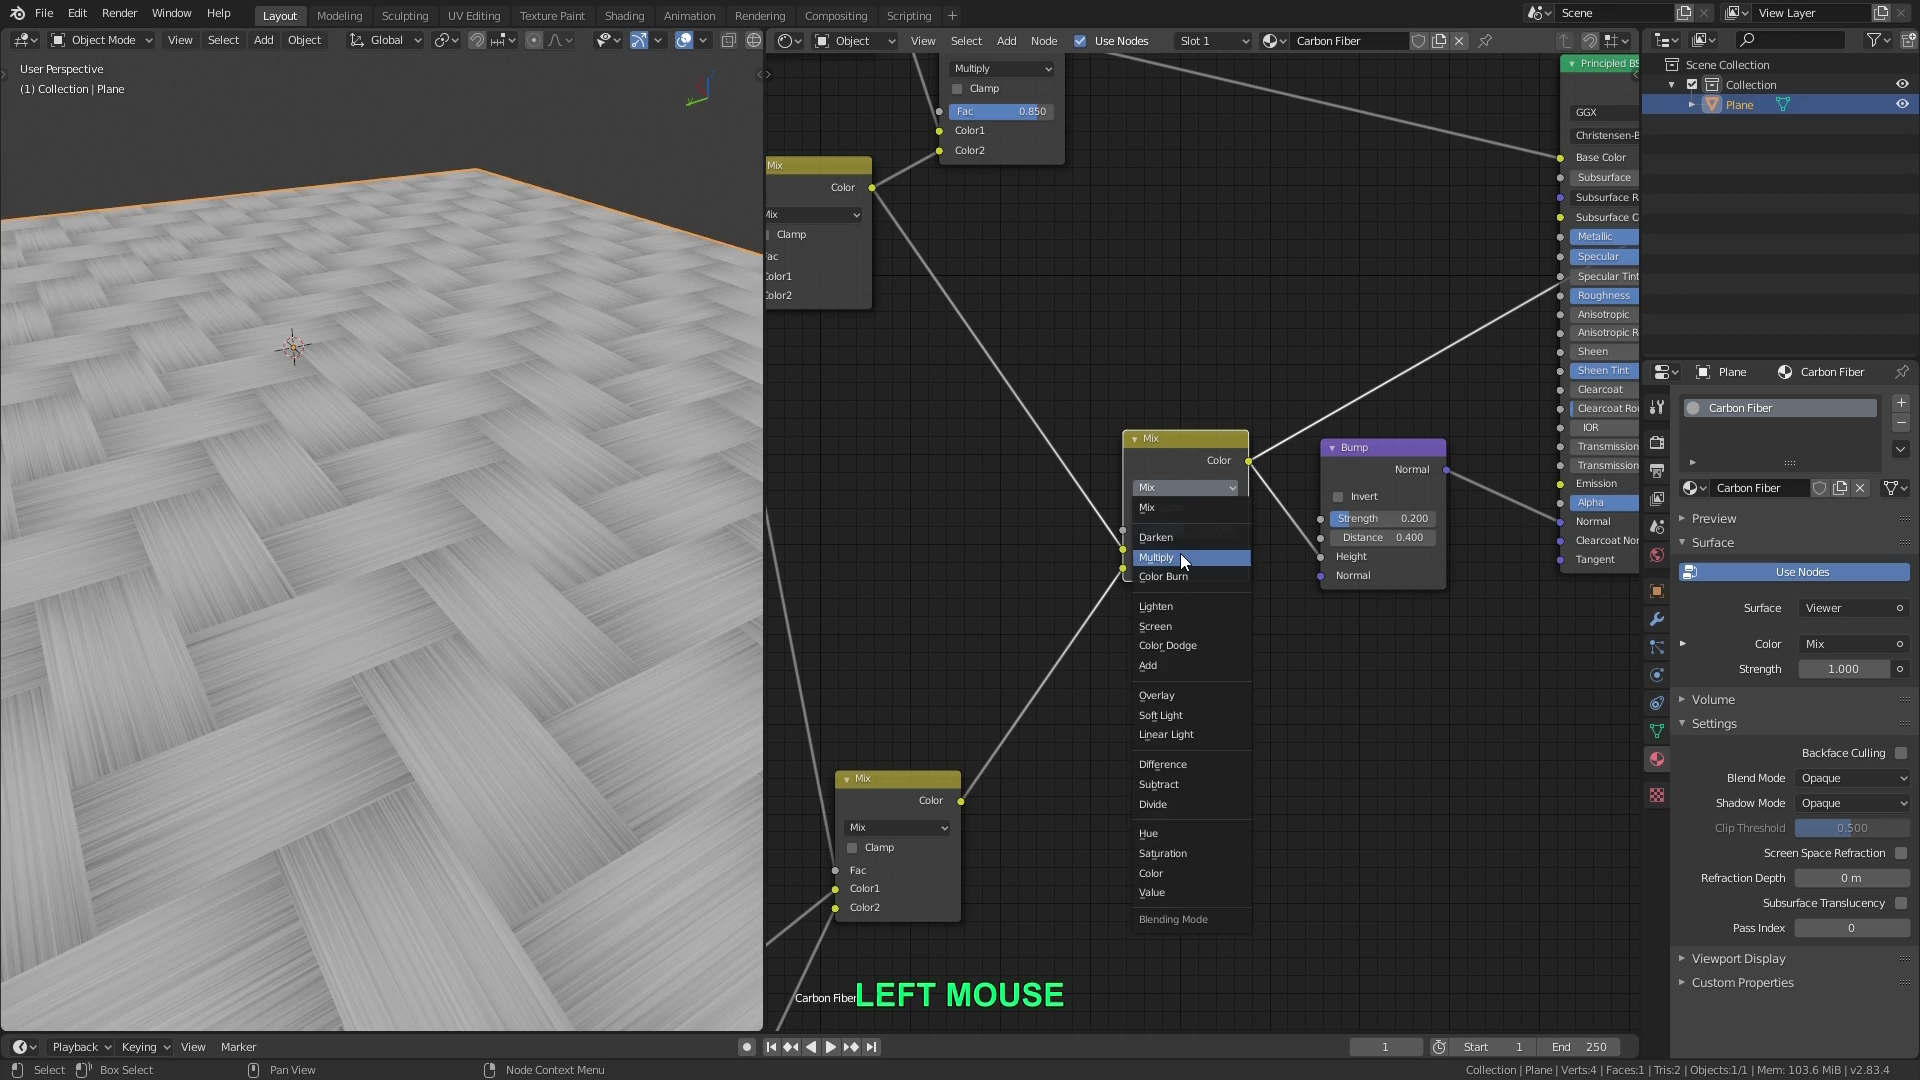 File Edit Render Window Help Layout Modeling Sculpting UV Editing Texture Paint Shading Animation Rendering Compositing Scripting + Scene View Layer
Object Mode View Select Add Object Global Object View Select Add Node Use Nodes Slot 1 Carbon Fiber
User Perspective
(1) Collection | Plane
Multiply
Clamp
Fac 0.850
Color1
Color2
Mix
Color
Mix
Clamp
Color1
Color2
Mix
Color
Mix
Mix
Darken
Multiply
Color Burn
Lighten
Screen
Color Dodge
Add
Overlay
Soft Light
Linear Light
Difference
Subtract
Divide
Hue
Saturation
Color
Value
Blending Mode
Bump
Normal
Invert
Strength 0.200
Distance 0.400
Height
Normal
Mix
Color
Mix
Clamp
Fac
Color1
Color2
Carbon Fiber
LEFT MOUSE
Principled BS
GGX
Christensen-B
Base Color
Subsurface
Subsurface R
Subsurface C
Metallic
Specular
Specular Tint
Roughness
Anisotropic
Anisotropic R
Sheen
Sheen Tint
Clearcoat
Clearcoat Rou
IOR
Transmission
Transmission
Emission
Alpha
Normal
Clearcoat Nor
Tangent
Scene Collection
Collection
Plane
Plane Carbon Fiber
Carbon Fiber
Carbon Fiber
Preview
Surface
Use Nodes
Surface Viewer
Color Mix
Strength 1.000
Volume
Settings
Backface Culling
Blend Mode Opaque
Shadow Mode Opaque
Clip Threshold 0.500
Screen Space Refraction
Refraction Depth 0 m
Subsurface Translucency
Pass Index 0
Viewport Display
Custom Properties
Playback Keying View Marker 1 Start 1 End 250
Select Box Select Pan View Node Context Menu Collection | Plane | Verts:4 | Faces:1 | Tris:2 | Objects:1/1 | Mem: 103.6 MiB | v2.83.4